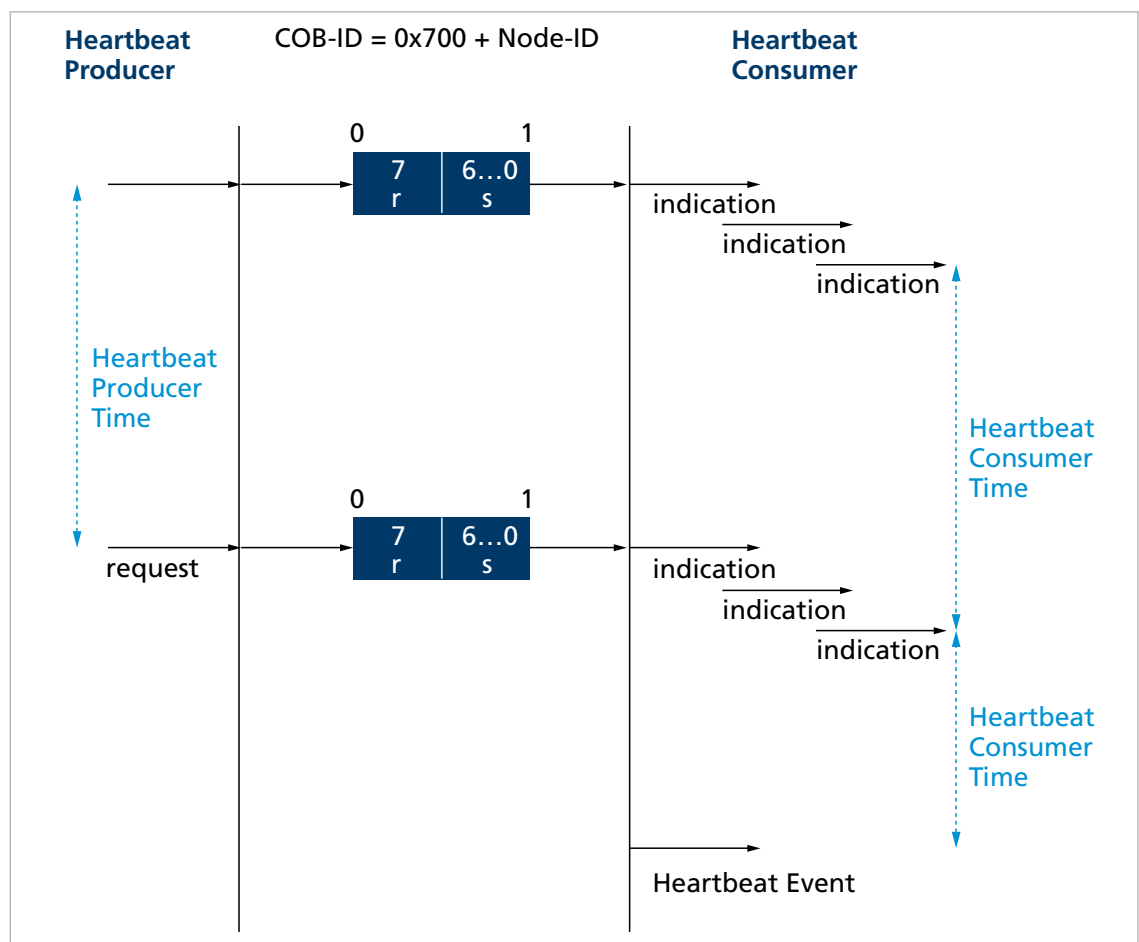 Heartbeat
Producer
COB-ID = 0x700 + Node-ID
Heartbeat
Consumer
0 1
7 6...0
r s
indication
indication
indication
Heartbeat
Producer
Time
Heartbeat
Consumer
Time
0 1
7 6...0
r s
request
indication
indication
indication
Heartbeat
Consumer
Time
Heartbeat Event